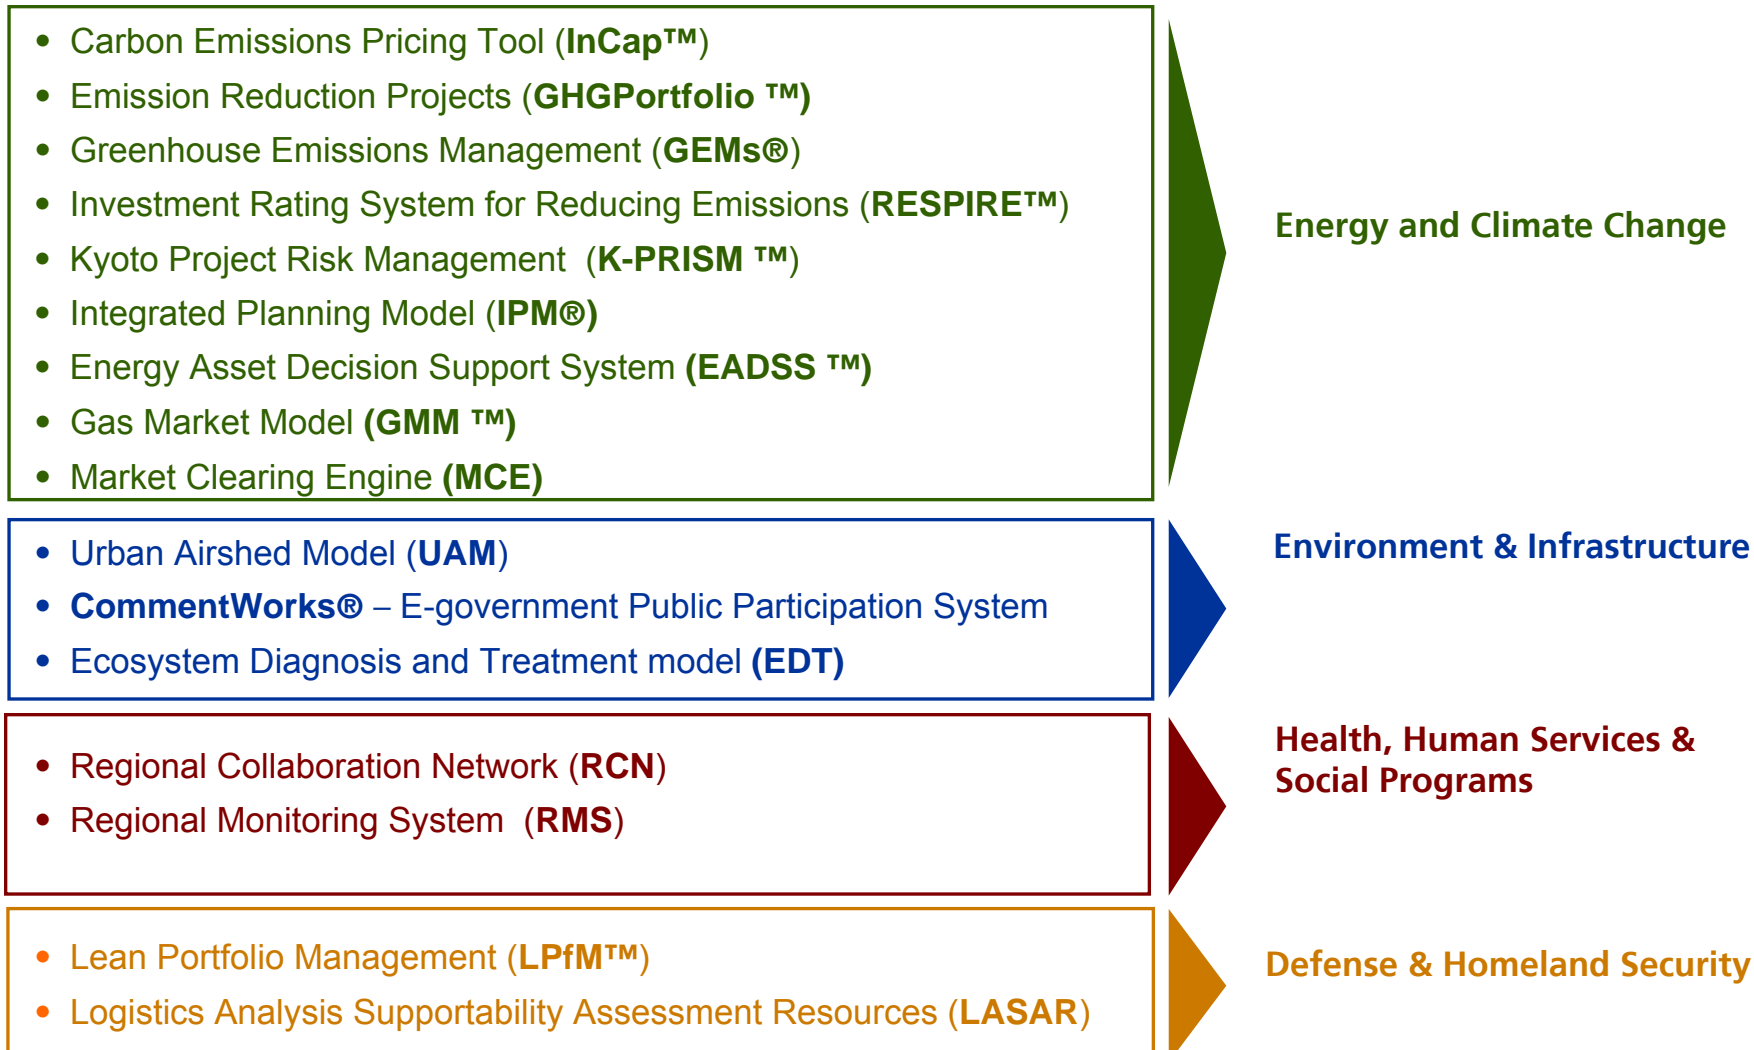 • Carbon Emissions Pricing Tool (InCap™)
• Emission Reduction Projects (GHGPortfolio ™)
• Greenhouse Emissions Management (GEMs®)
• Investment Rating System for Reducing Emissions (RESPIRE™)
• Kyoto Project Risk Management  (K-PRISM ™)
• Integrated Planning Model (IPM®)
• Energy Asset Decision Support System (EADSS ™)
• Gas Market Model (GMM ™)
• Market Clearing Engine (MCE)
Energy and Climate Change
• Urban Airshed Model (UAM)
• CommentWorks® – E-government Public Participation System
• Ecosystem Diagnosis and Treatment model (EDT)
Environment & Infrastructure
• Regional Collaboration Network (RCN)
• Regional Monitoring System  (RMS)
Health, Human Services &
Social Programs
• Lean Portfolio Management (LPfM™)
• Logistics Analysis Supportability Assessment Resources (LASAR)
Defense & Homeland Security